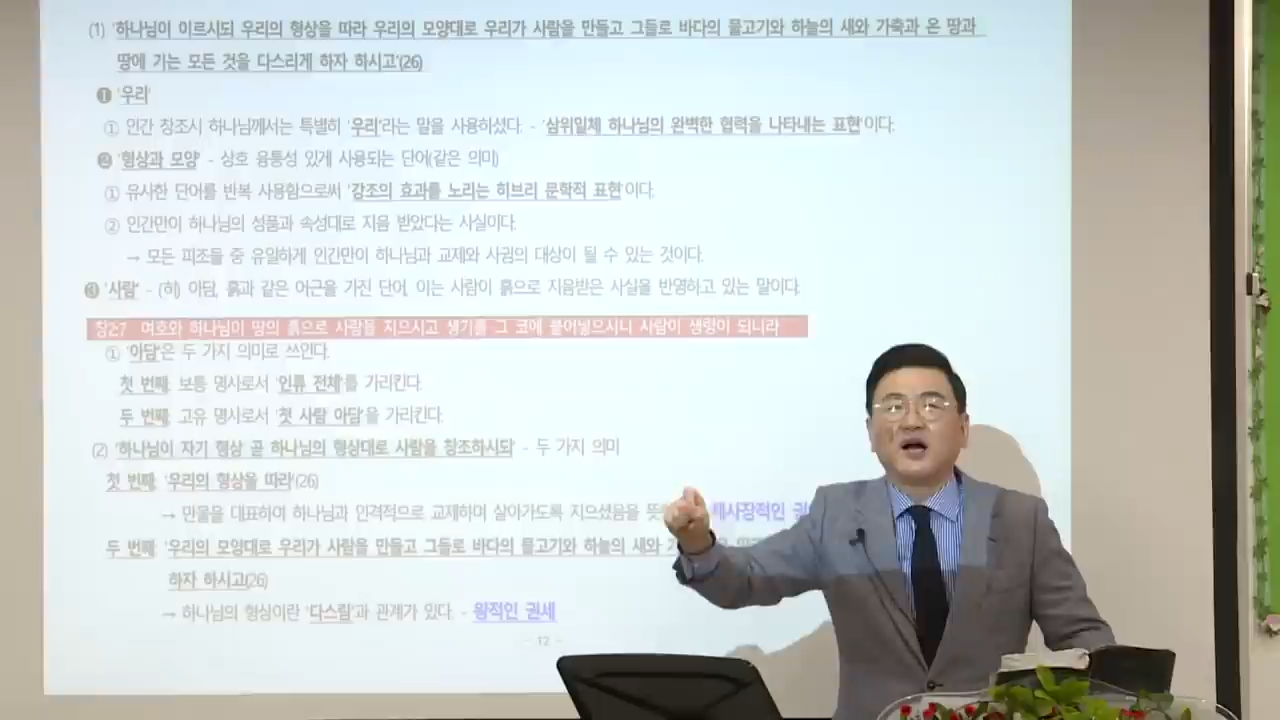 (1) '하나님이 이르시되 우리의 형상을 따라 우리의 모양대로 우리가 사람을 만들고 그들로 바다의 물고기와 하늘의 새와 가축과 온 땅과
땅에 기는 모든 것을 다스리게 하자 하시고'(26)
❶ '우리'
① 인간 창조시 하나님께서는 특별히 '우리'라는 말을 사용하셨다. - '삼위일체 하나님의 완벽한 협력을 나타내는 표현'이다.
❷ '형상과 모양' - 상호 융통성 있게 사용되는 단어(같은 의미)
① 유사한 단어를 반복 사용함으로써 '강조의 효과를 노리는 히브리 문학적 표현'이다.
② 인간만이 하나님의 성품과 속성대로 지음 받았다는 사실이다.
→ 모든 피조물 중 유일하게 인간만이 하나님과 교제와 사귐의 대상이 될 수 있는 것이다.
❸ '사람' - (히) 아담, 흙과 같은 어근을 가진 단어, 이는 사람이 흙으로 지음받은 사실을 반영하고 있는 말이다.
창2:7 여호와 하나님이 땅의 흙으로 사람을 지으시고 생기를 그 코에 불어넣으시니 사람이 생령이 되니라
① '아담'은 두 가지 의미로 쓰인다.
첫 번째, 보통 명사로서 '인류 전체'를 가리킨다.
두 번째, 고유 명사로서 '첫 사람 아담'을 가리킨다.
(2) '하나님이 자기 형상 곧 하나님의 형상대로 사람을 창조하시되' - 두 가지 의미
첫 번째, '우리의 형상을 따라'(26)
→ 만물을 대표하여 하나님과 인격적으로 교제하며 살아가도록 지으셨음을 뜻 제사장적인 권
두 번째, '우리의 모양대로 우리가 사람을 만들고 그들로 바다의 물고기와 하늘의 새와
하자 하시고(26)
→ 하나님의 형상이란 '다스림'과 관계가 있다. - 왕적인 권세
- 12 -